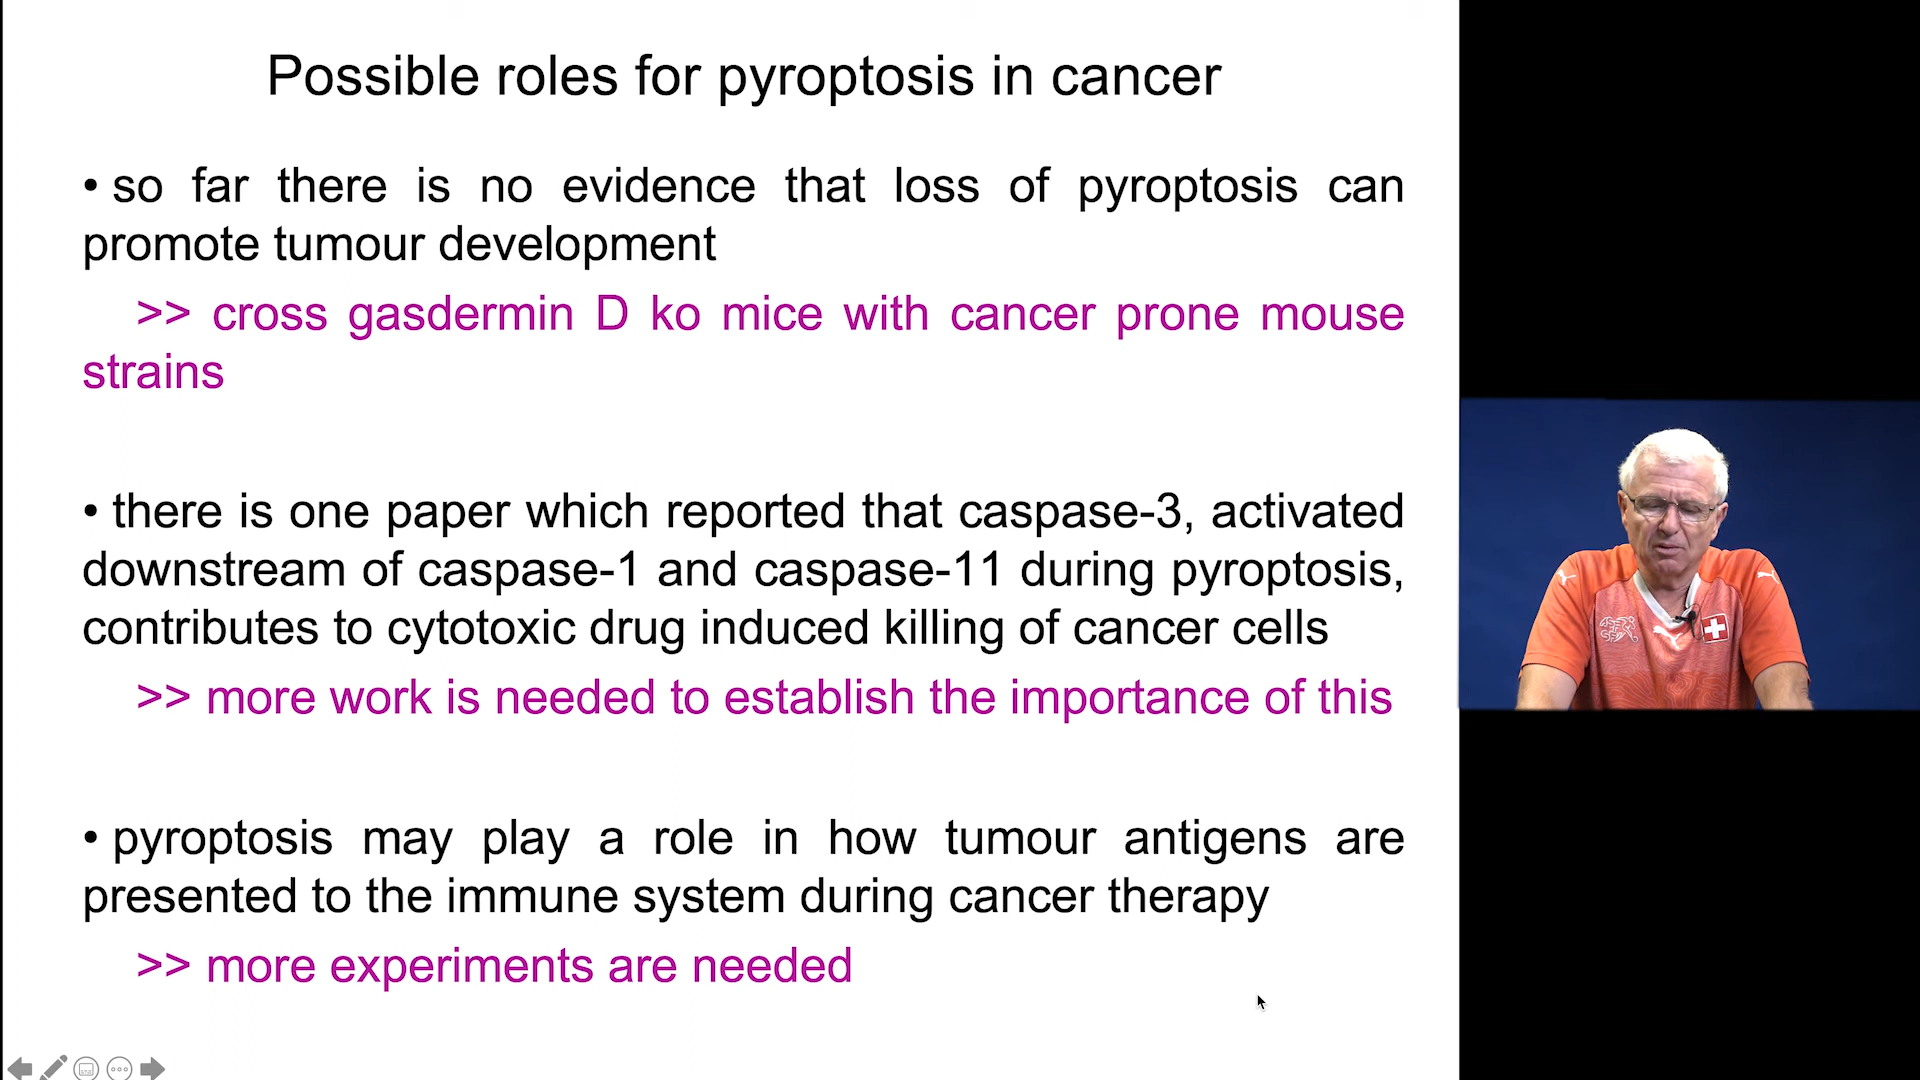 Possible roles for pyroptosis in cancer
• so far there is no evidence that loss of pyroptosis can
promote tumour development
>> cross gasdermin D ko mice with cancer prone mouse
strains
• there is one paper which reported that caspase-3, activated
downstream of caspase-1 and caspase-11 during pyroptosis,
contributes to cytotoxic drug induced killing of cancer cells
>> more work is needed to establish the importance of this
• pyroptosis may play a role in how tumour antigens are
presented to the immune system during cancer therapy
>> more experiments are needed